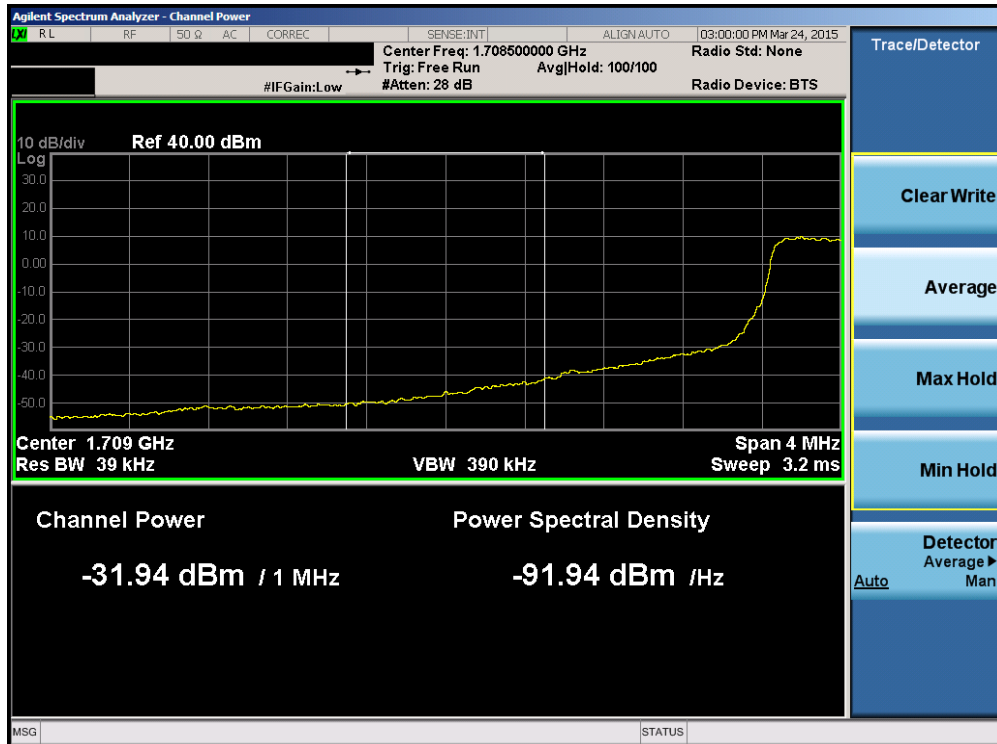 Agilent Spectrum Analyzer - Channel Power
LXI RL RF 50 Ω AC CORREC SENSE:INT ALIGN AUTO 03:00:00 PM Mar 24, 2015
Center Freq: 1.708500000 GHz Radio Std: None
Trig: Free Run Avg|Hold: 100/100
#IFGain:Low #Atten: 28 dB Radio Device: BTS
10 dB/div Ref 40.00 dBm
Log
30.0
20.0
10.0
0.00
-10.0
-20.0
-30.0
-40.0
-50.0
Center 1.709 GHz Span 4 MHz
Res BW 39 kHz VBW 390 kHz Sweep 3.2 ms
Channel Power Power Spectral Density
-31.94 dBm / 1 MHz -91.94 dBm /Hz
MSG STATUS
Trace/Detector
Clear Write
Average
Max Hold
Min Hold
Detector
Average▶
Auto Man